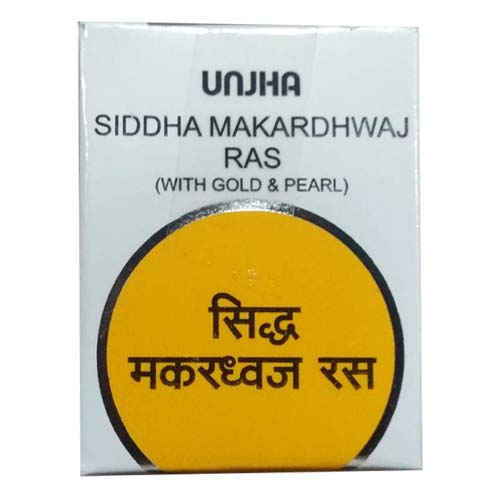 UNJHA
SIDDHA MAKARDHWAJ
RAS
(WITH GOLD & PEARL)
सिद्ध
मकरध्वज रस